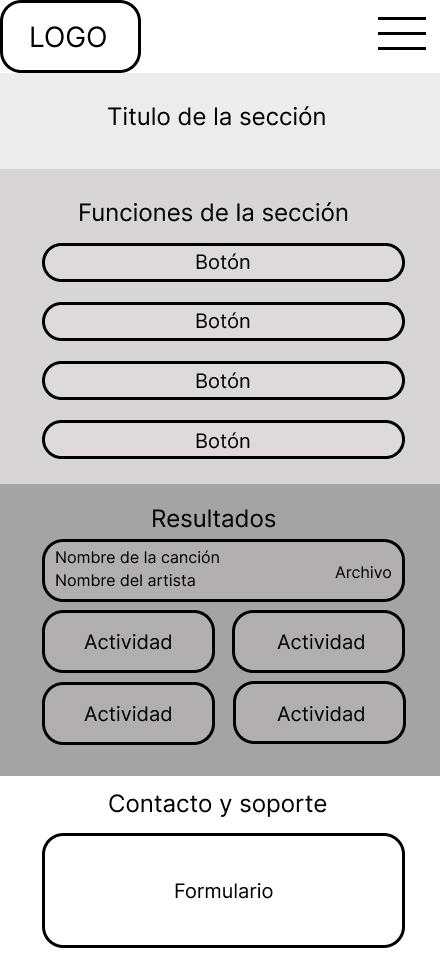 LOGO
Titulo de la sección
Funciones de la sección
Botón
Botón
Botón
Botón
Resultados
Nombre de la canción
Nombre del artista
Archivo
Actividad
Actividad
Actividad
Actividad
Contacto y soporte
Formulario